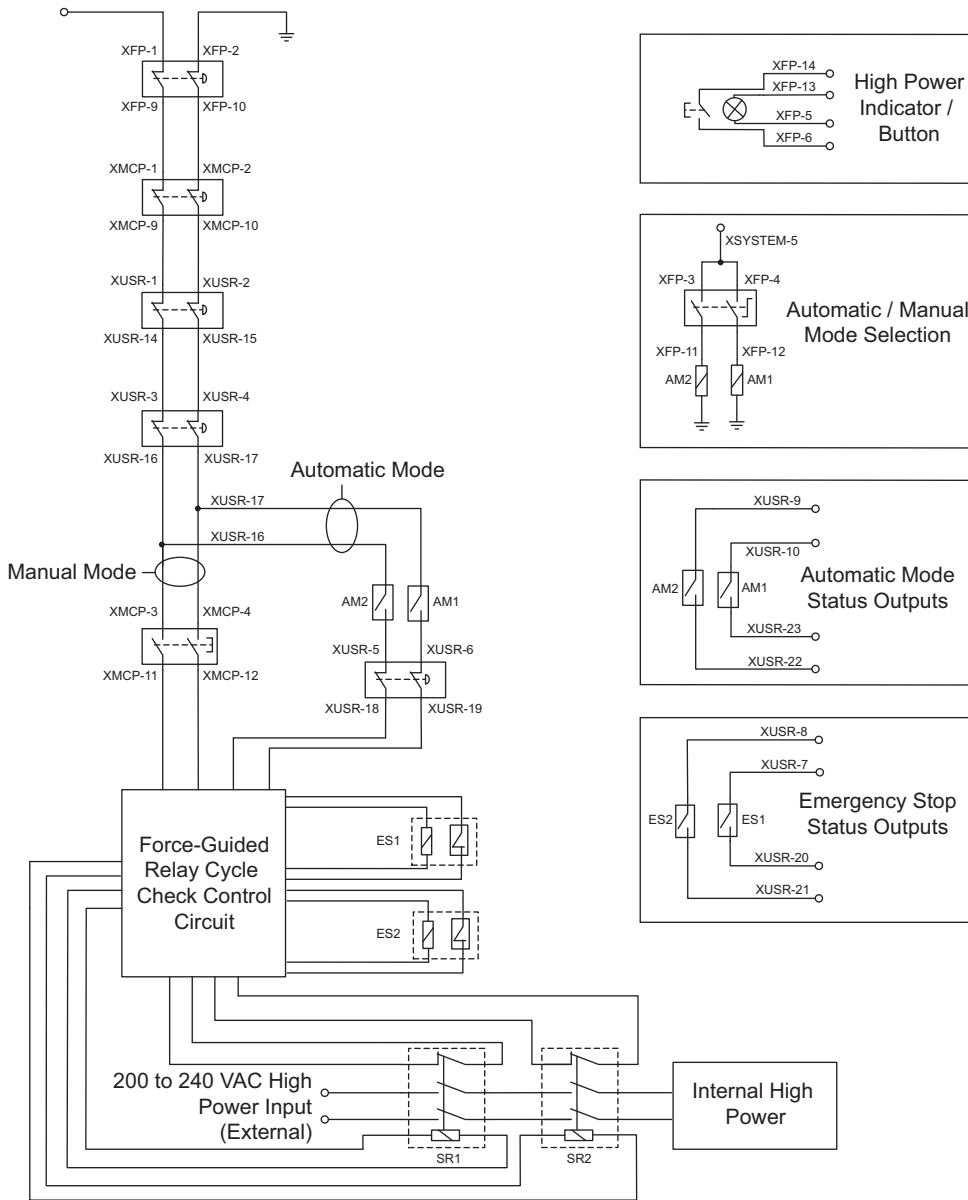 XFP-1
XFP-2
XFP-9
XFP-10
XMCP-1
XMCP-2
XMCP-9
XMCP-10
XUSR-1
XUSR-2
XUSR-14
XUSR-15
XUSR-3
XUSR-4
XUSR-16
XUSR-17
Automatic Mode
XUSR-17
XUSR-16
Manual Mode
AM2
AM1
XMCP-3
XMCP-4
XUSR-5
XUSR-6
XMCP-11
XMCP-12
XUSR-18
XUSR-19
Force-Guided
Relay Cycle
Check Control
Circuit
ES1
ES2
200 to 240 VAC High
Power Input
(External)
SR1
SR2
Internal High
Power
XFP-14
XFP-13
XFP-5
XFP-6
High Power
Indicator /
Button
XSYSTEM-5
XFP-3
XFP-4
XFP-11
XFP-12
AM2
AM1
Automatic / Manual
Mode Selection
XUSR-9
XUSR-10
AM2
AM1
XUSR-23
XUSR-22
Automatic Mode
Status Outputs
XUSR-8
XUSR-7
ES2
ES1
XUSR-20
XUSR-21
Emergency Stop
Status Outputs